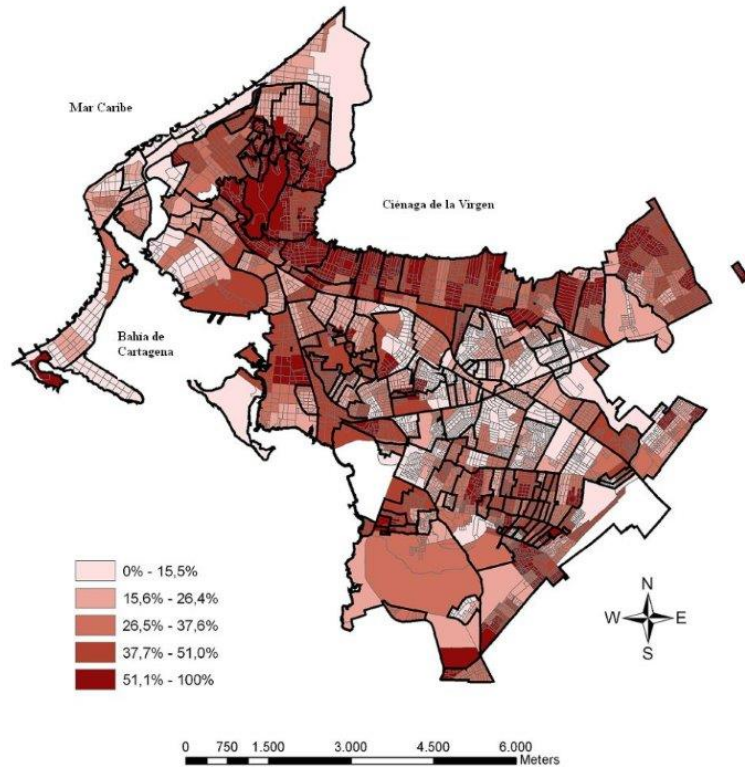 Mar Caribe
Ciénaga de la Virgen
Bahía de
Cartagena
0% - 15,5%
15,6% - 26,4%
26,5% - 37,6%
37,7% - 51,0%
51,1% - 100%
N
W E
S
0 750 1.500 3.000 4.500 6.000
Meters